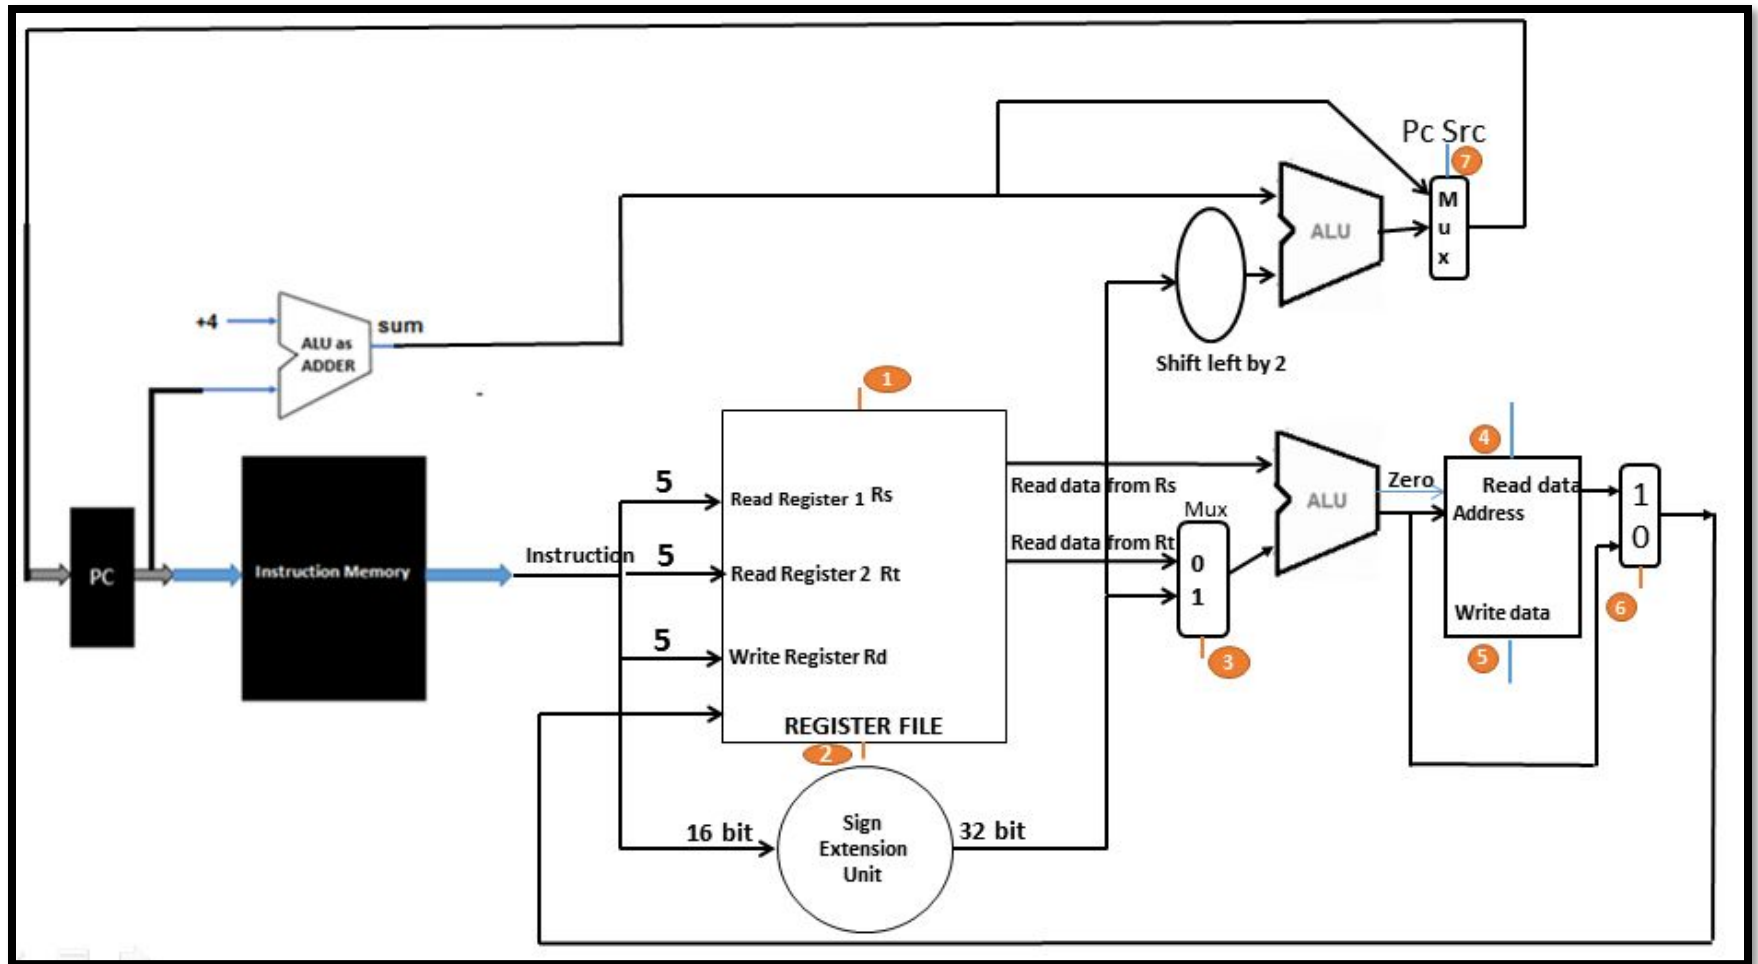 Pc Src
7
M
u
x
ALU
+4
sum
ALU as
ADDER
Shift left by 2
1
4
5
Read Register 1 Rs
Read data from Rs
Zero
Read data
Address
1
0
ALU
Mux
PC
Instruction Memory
Instruction
5
Read Register 2 Rt
Read data from Rt
0
1
5
Write Register Rd
Write data
3
5
6
REGISTER FILE
2
16 bit
Sign
Extension
Unit
32 bit